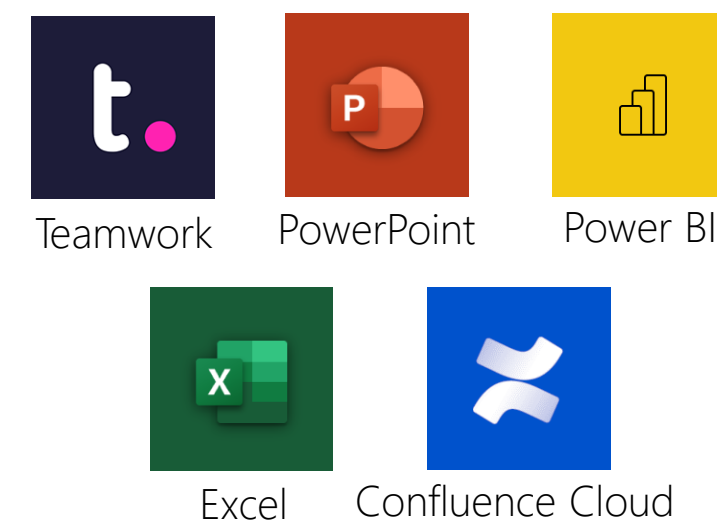 t.
P
Teamwork
PowerPoint
Power BI
X
Excel
Confluence Cloud